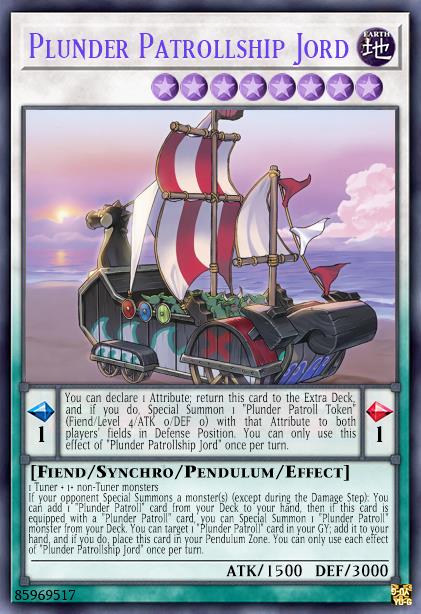 PLUNDER PATROLLSHIP JORD
EARTH
地
You can declare 1 Attribute; return this card to the Extra Deck,
and if you do, Special Summon 1 "Plunder Patroll Token"
(Fiend/Level 4/ATK 0/DEF 0) with that Attribute to both
players' fields in Defense Position. You can only use this
effect of "Plunder Patrollship Jord" once per turn.
1
1
[FIEND/SYNCHRO/PENDULUM/EFFECT]
1 Tuner + 1+ non-Tuner monsters
If your opponent Special Summons a monster(s) (except during the Damage Step): You
can add 1 "Plunder Patroll" card from your Deck to your hand, then if this card is
equipped with a "Plunder Patroll" card, you can Special Summon 1 "Plunder Patroll"
monster from your Deck. You can target 1 "Plunder Patroll" card in your GY; add it to your
hand, and if you do, place this card in your Pendulum Zone. You can only use each effect
of "Plunder Patrollship Jord" once per turn.
ATK/1500 DEF/3000
85969517